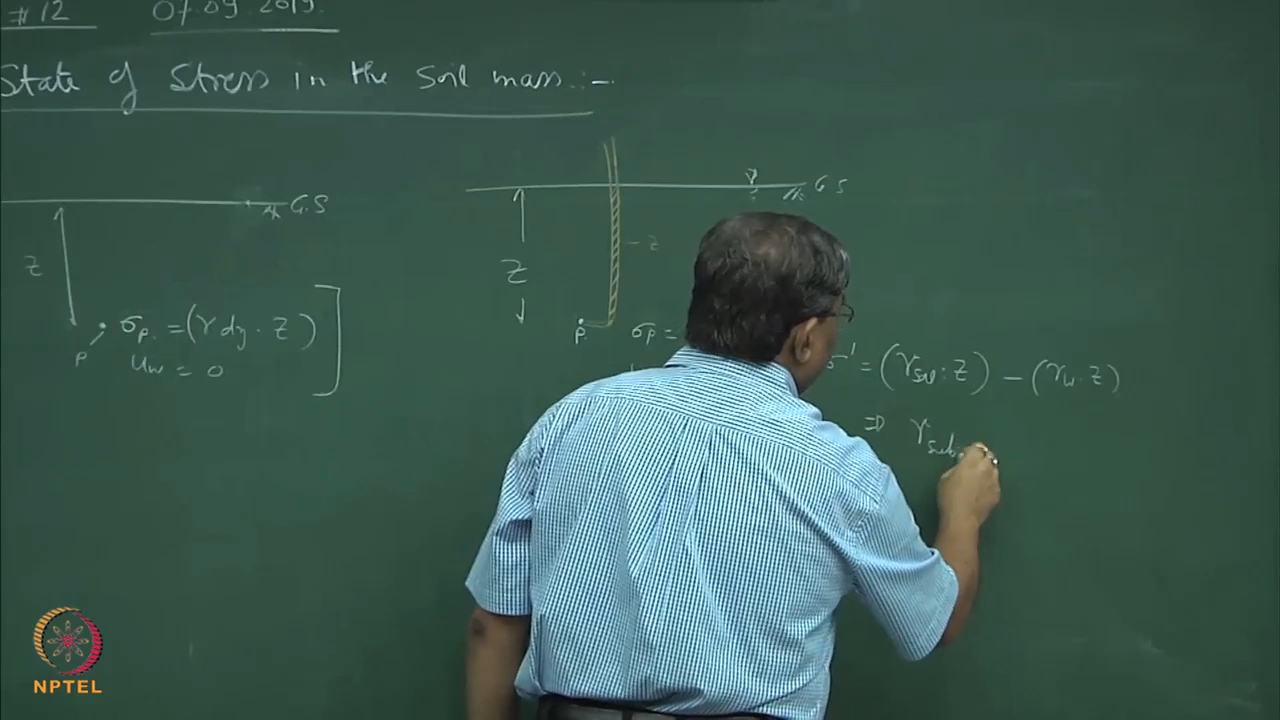 #12 07.09.2019.
State of Stress in the Soil mass:-
G.S
Z
P
σp. = (γdry. Z)
uw = 0
G.S
Z
- Z
P.
σp =
σ' = (γsat. Z) - (γw. Z)
⇒ γsub.
NPTEL